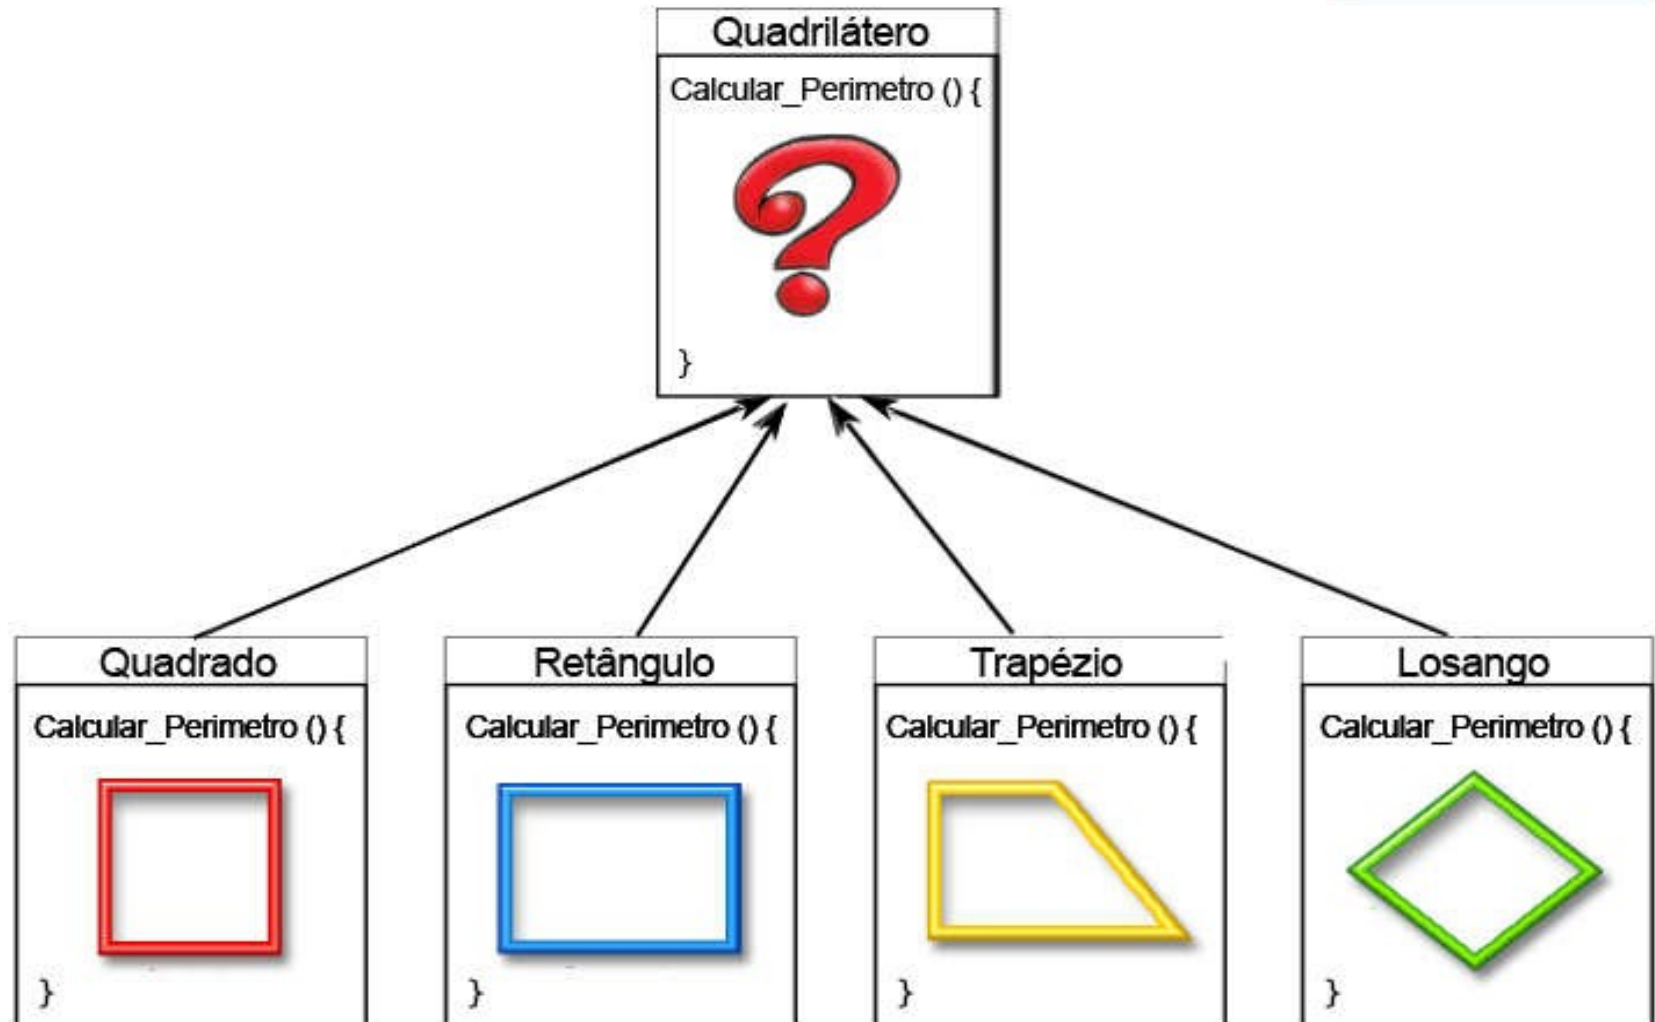 Quadrilátero
Calcular_Perimetro () {
}
Quadrado
Calcular_Perimetro () {
}
Retângulo
Calcular_Perimetro () {
}
Trapézio
Calcular_Perimetro () {
}
Losango
Calcular_Perimetro () {
}